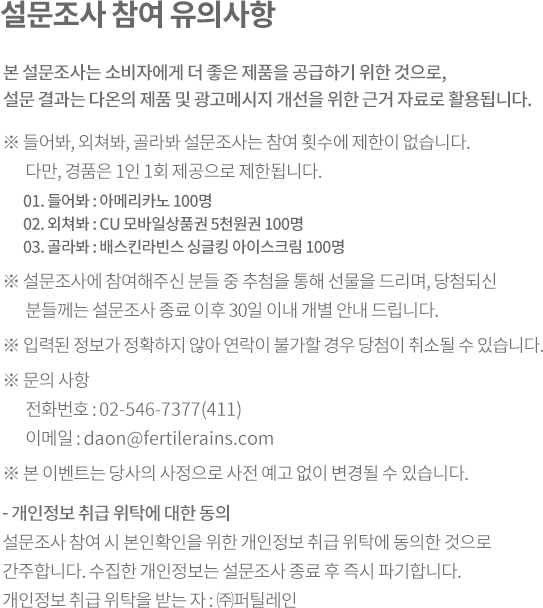 설문조사 참여 유의사항
본 설문조사는 소비자에게 더 좋은 제품을 공급하기 위한 것으로,
설문 결과는 다온의 제품 및 광고메시지 개선을 위한 근거 자료로 활용됩니다.
※ 들어봐, 외쳐봐, 골라봐 설문조사는 참여 횟수에 제한이 없습니다.
다만, 경품은 1인 1회 제공으로 제한됩니다.
01. 들어봐 : 아메리카노 100명
02. 외쳐봐 : CU 모바일상품권 5천원권 100명
03. 골라봐 : 배스킨라빈스 싱글킹 아이스크림 100명
※ 설문조사에 참여해주신 분들 중 추첨을 통해 선물을 드리며, 당첨되신
분들께는 설문조사 종료 이후 30일 이내 개별 안내 드립니다.
※ 입력된 정보가 정확하지 않아 연락이 불가할 경우 당첨이 취소될 수 있습니다.
※ 문의 사항
전화번호 : 02-546-7377(411)
이메일 : daon@fertilerains.com
※ 본 이벤트는 당사의 사정으로 사전 예고 없이 변경될 수 있습니다.
- 개인정보 취급 위탁에 대한 동의
설문조사 참여 시 본인확인을 위한 개인정보 취급 위탁에 동의한 것으로
간주합니다. 수집한 개인정보는 설문조사 종료 후 즉시 파기합니다.
개인정보 취급 위탁을 받는 자 : ㈜퍼틸레인